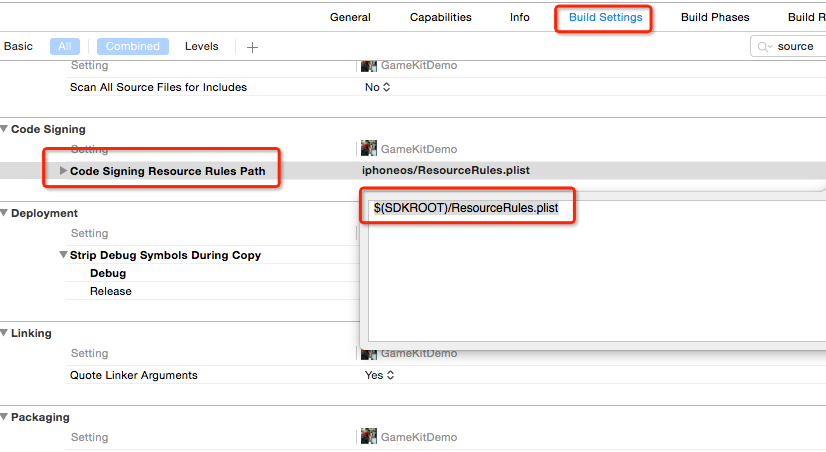 General Capabilities Info Build Settings Build Phases Build R
Basic All Combined Levels + source
Setting GameKitDemo
Scan All Source Files for Includes No
Code Signing
Setting GameKitDemo
Code Signing Resource Rules Path iphoneos/ResourceRules.plist
$(SDKROOT)/ResourceRules.plist
Deployment
Setting
Strip Debug Symbols During Copy
Debug
Release
Linking
Setting GameKitDemo
Quote Linker Arguments Yes
Packaging
Setting GameKitDemo